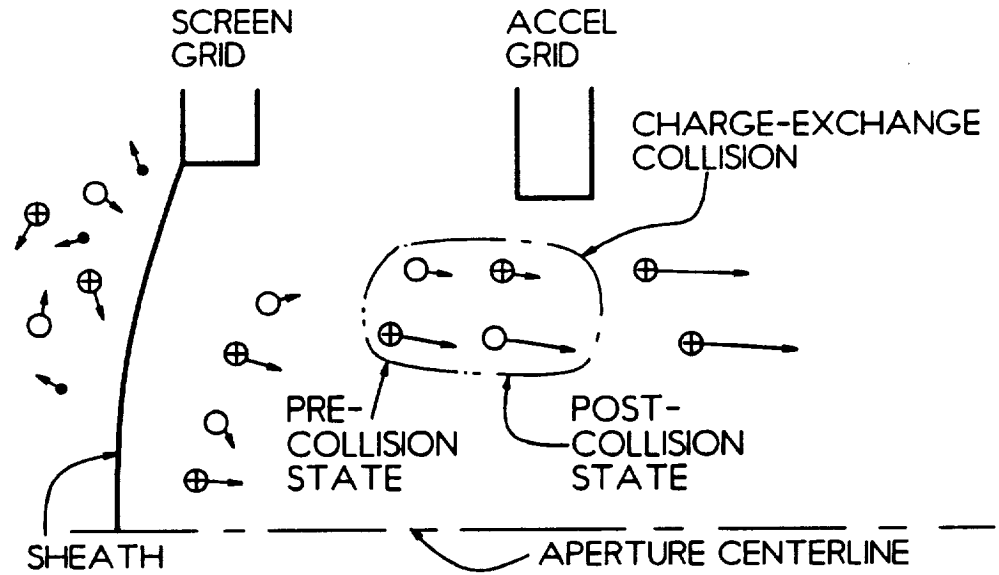 SCREEN
GRID
ACCEL
GRID
CHARGE-EXCHANGE
COLLISION
PRE-
COLLISION
STATE
POST-
COLLISION
STATE
SHEATH
APERTURE CENTERLINE